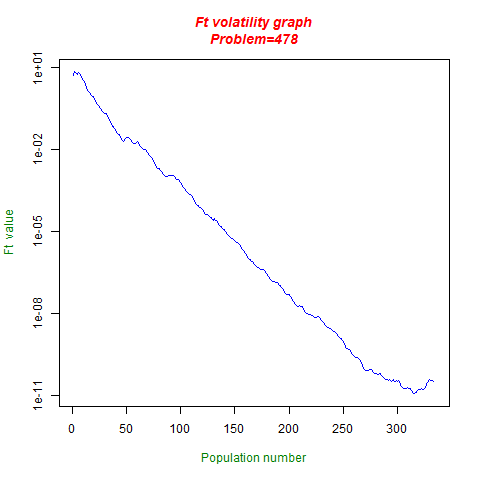 Ft volatility graph
Problem=478
1e+01
1e-02
1e-05
1e-08
1e-11
Ft value
0 50 100 150 200 250 300
Population number